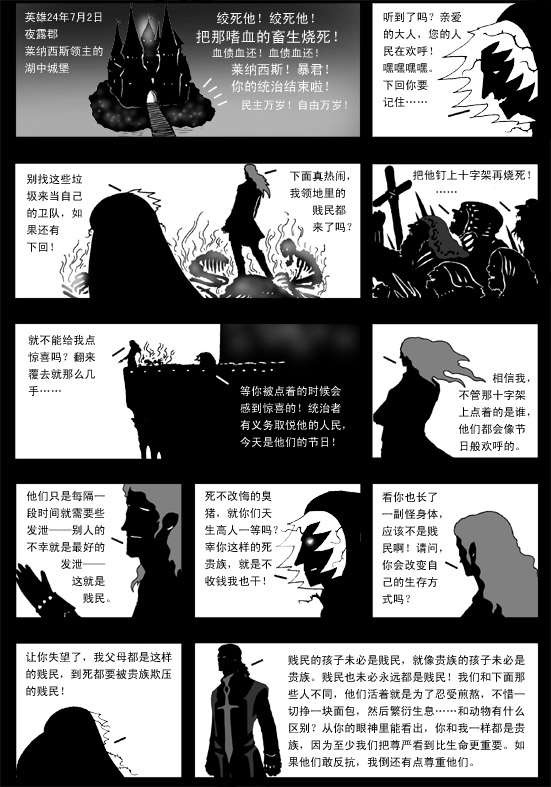 英雄24年7月2日
夜露郡
莱纳西斯领主的
湖中城堡
绞死他！绞死他！
把那嗜血的畜生烧死！
血债血还！血债血还！
莱纳西斯！暴君！
你的统治结束啦！
民主万岁！自由万岁！
听到了吗？亲爱
的大人，您的人
民在欢呼！
嘿嘿嘿嘿。
下回你要
记住……
别找这些垃
圾来当自己
的卫队，如
果还有
下回！
下面真热闹，
我领地里的
贱民都
来了吗？
把他钉上十字架再烧死！
……
就不能给我点
惊喜吗？翻来
覆去就那么几
手……
等你被点着的时候会
感到惊喜的！统治者
有义务取悦他的人民，
今天是他们的节日！
相信我，
不管那十字架
上点着的是谁，
他们都会像节
日般欢呼的。
他们只是每隔一
段时间就需要些
发泄——别人的
不幸就是最好的
发泄——
这就
是贱
民。
死不改悔的臭
猪，就你们天
生高人一等吗？
宰你这样的死
贵族，就是不
收钱我也干！
看你也长了
一副怪身体，
应该不是贱
民啊！请问，
你会改变自
己的生存方
式吗？
让你失望了，我父母都是这样
的贱民，到死都要被贵族欺压
的贱民！
贱民的孩子未必是贱民，就像贵族的孩子未必是
贵族。贱民也未必永远都是贱民！我们和下面那
些人不同，他们活着就是为了忍受煎熬，不惜一
切挣一块面包，然后繁衍生息……和动物有什么
区别？从你的眼神里能看出，你和我一样都是贵
族，因为至少我们把尊严看到比生命更重要。如
果他们敢反抗，我倒还有点尊重他们。